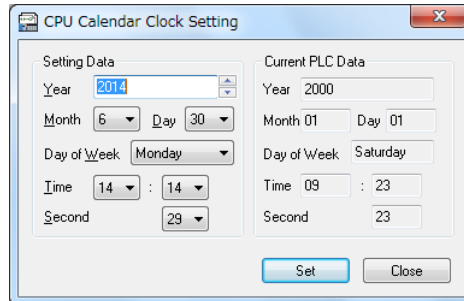 CPU Calendar Clock Setting
Setting Data
Year 2014
Month 6 Day 30
Day of Week Monday
Time 14 : 14
Second 29
Current PLC Data
Year 2000
Month 01 Day 01
Day of Week Saturday
Time 09 : 23
Second 23
Set Close